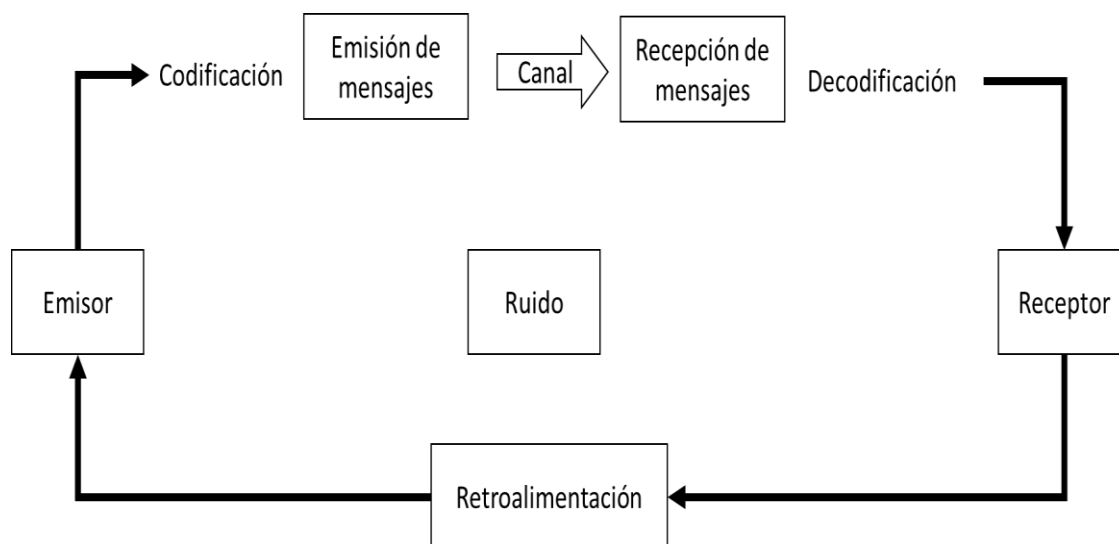 Codificación
Emisión de
mensajes
Canal
Recepción de
mensajes
Decodificación
Emisor
Ruido
Receptor
Retroalimentación